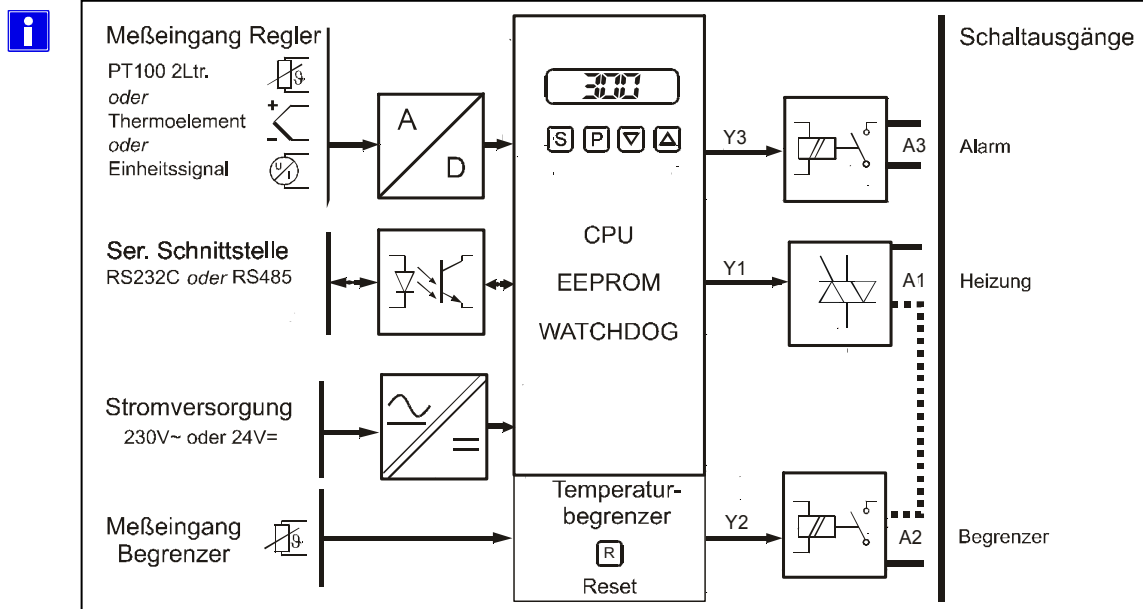 i
Meßeingang Regler
PT100 2Ltr.
oder
Thermoelement
oder
Einheitssignal
+
-
ϑ
U/I
A
D
Ser. Schnittstelle
RS232C oder RS485
Stromversorgung
230V~ oder 24V=
Meßeingang
Begrenzer
ϑ
300
S P
CPU
EEPROM
WATCHDOG
Temperatur-
begrenzer
R
Reset
Y3
Y1
Y2
A3
A1
A2
Schaltausgänge
Alarm
Heizung
Begrenzer